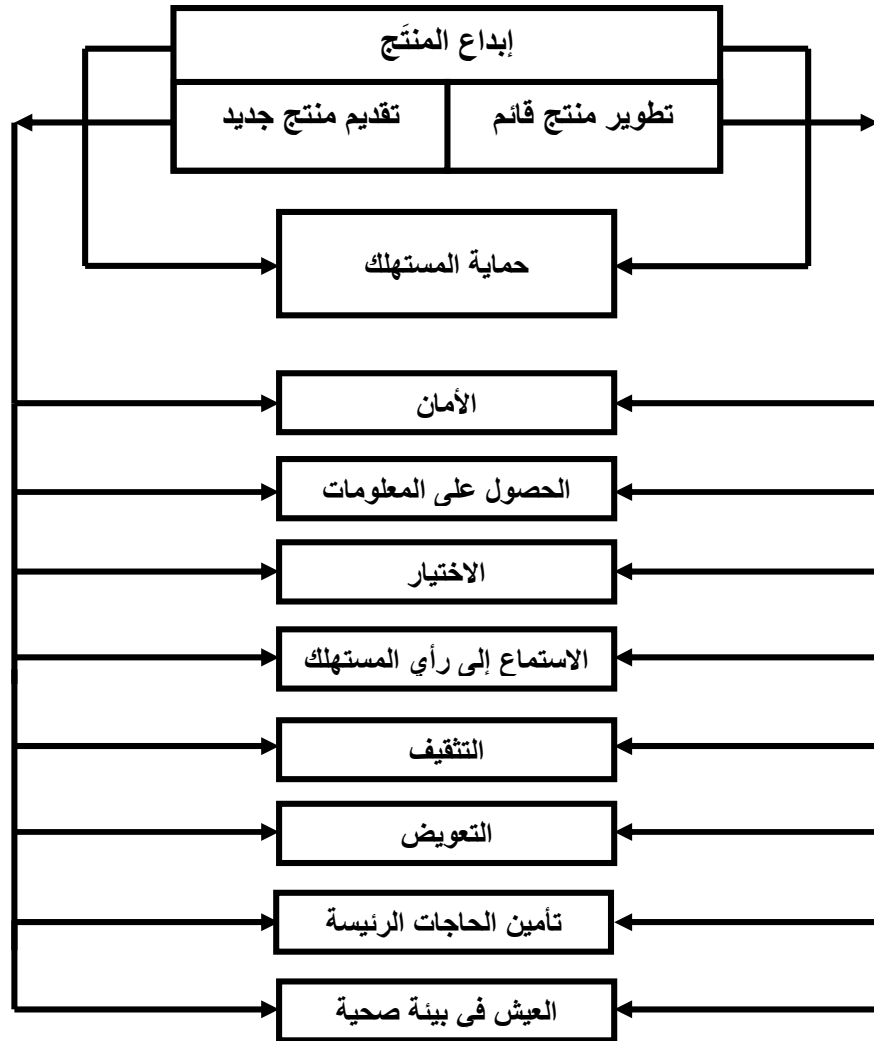 إبداع المنتَج
تطوير منتج قائم
تقديم منتج جديد
حماية المستهلك
الأمان
الحصول على المعلومات
الاختيار
الاستماع إلى رأي المستهلك
التثقيف
التعويض
تأمين الحاجات الرئيسة
العيش في بيئة صحية